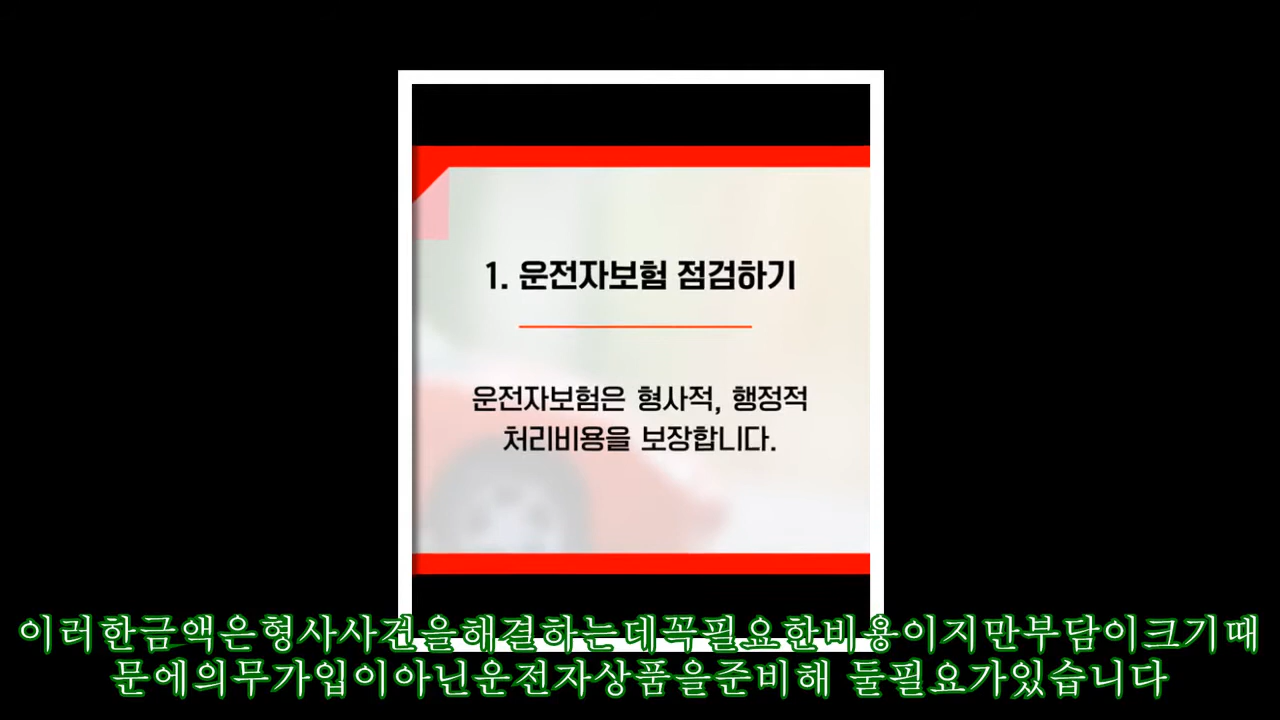 1. 운전자보험 점검하기
운전자보험은 형사적, 행정적
처리비용을 보장합니다.
이러한금액은형사사건을해결하는데꼭필요한비용이지만부담이크기때
문에의무가입이아닌운전자상품을준비해 둘필요가있습니다